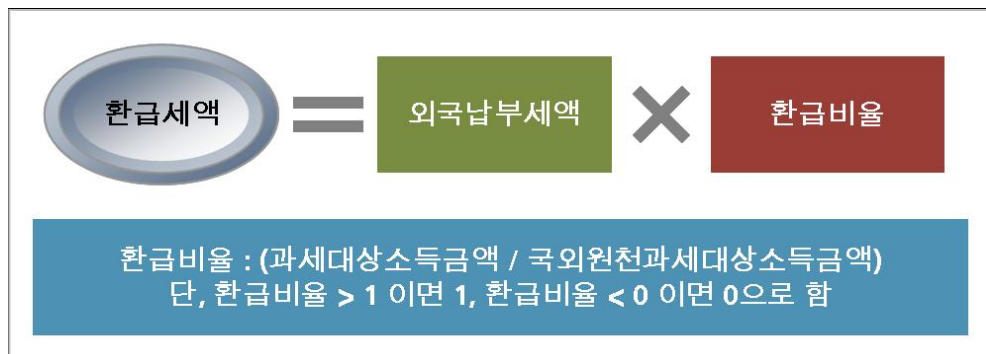 환급세액 = 외국납부세액 × 환급비율
환급비율 : (과세대상소득금액 / 국외원천과세대상소득금액)
단, 환급비율 > 1 이면 1, 환급비율 < 0 이면 0으로 함